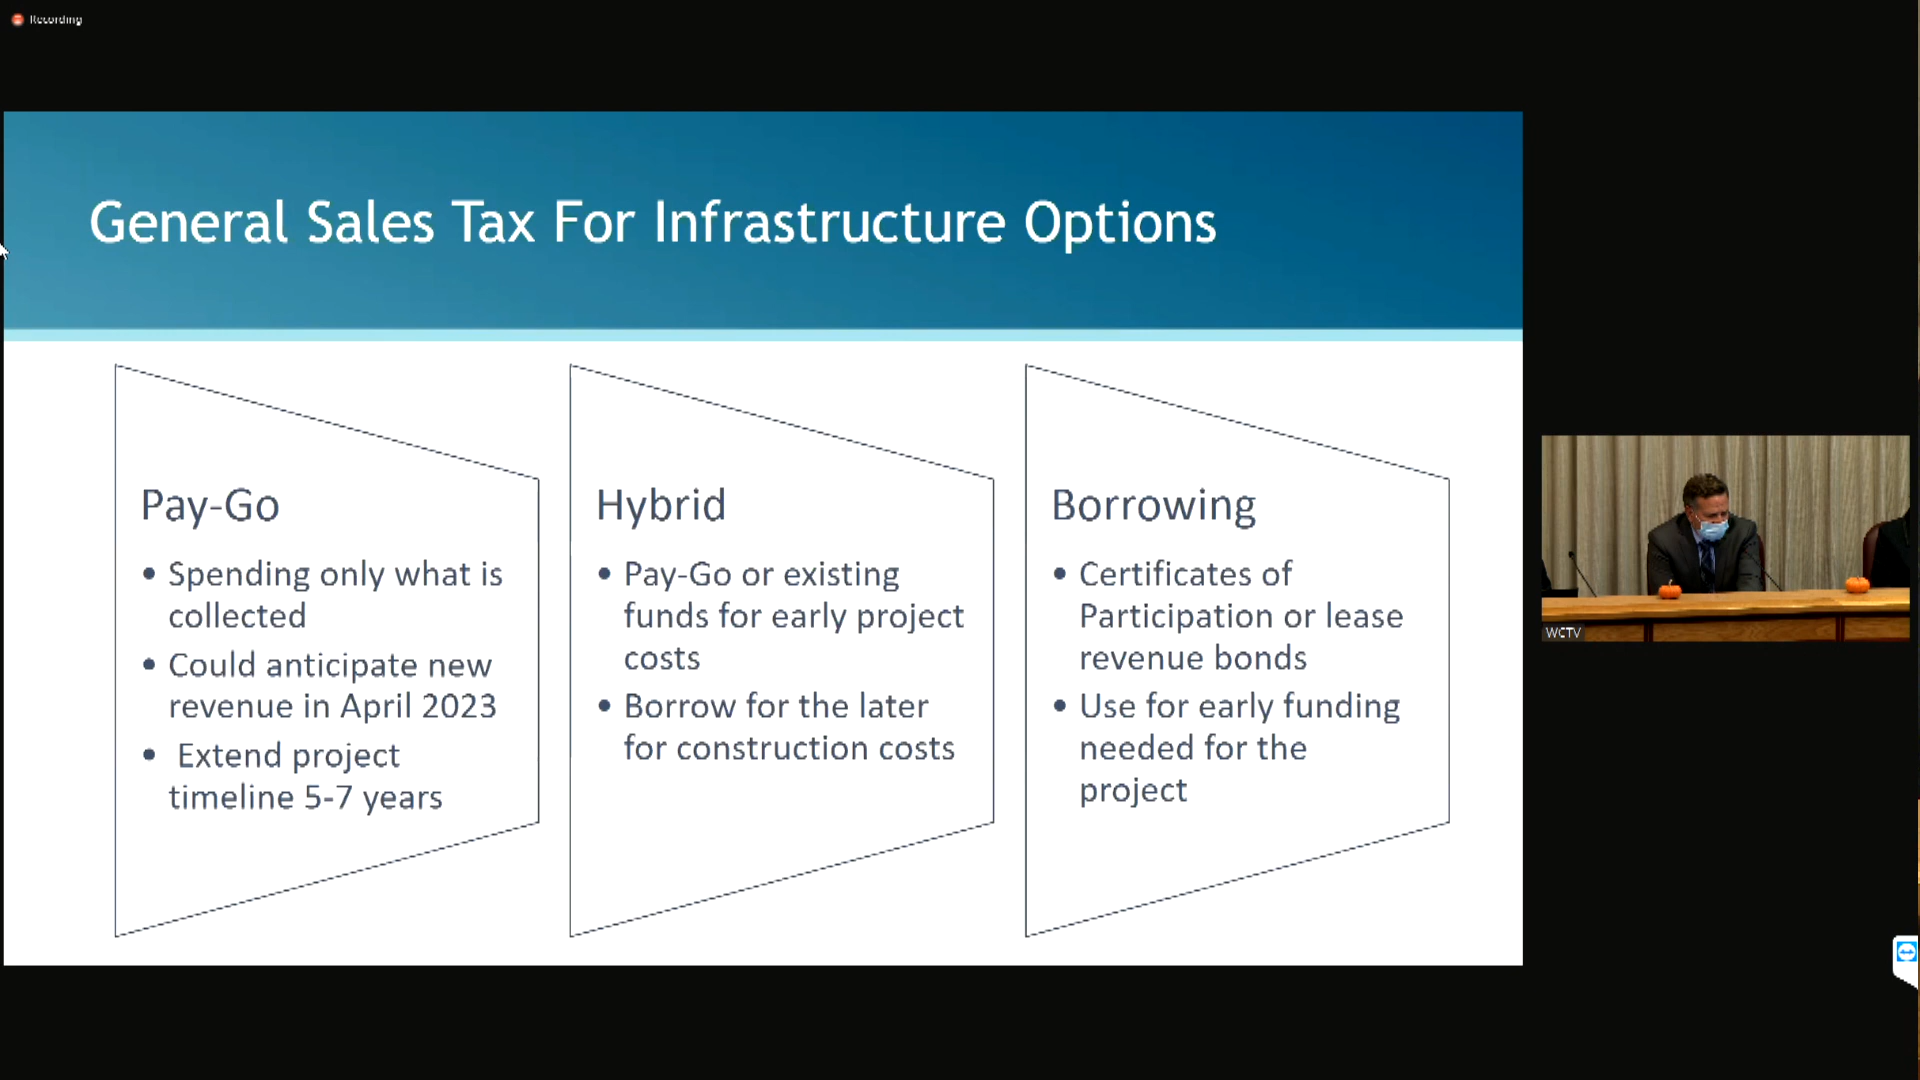 Recording
General Sales Tax For Infrastructure Options
Pay-Go
• Spending only what is
collected
• Could anticipate new
revenue in April 2023
• Extend project
timeline 5-7 years
Hybrid
• Pay-Go or existing
funds for early project
costs
• Borrow for the later
for construction costs
Borrowing
• Certificates of
Participation or lease
revenue bonds
• Use for early funding
needed for the
project
WCTV